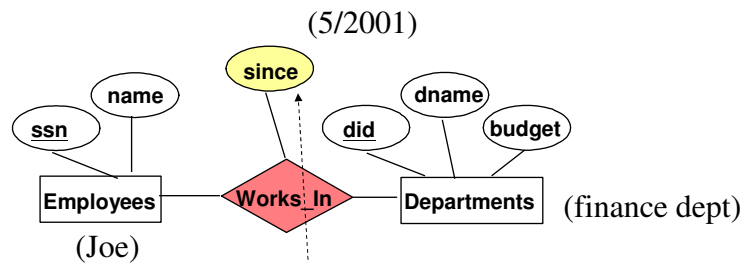 (5/2001)
since
name
dname
ssn
did
budget
Employees
Works_In
Departments
(finance dept)
(Joe)